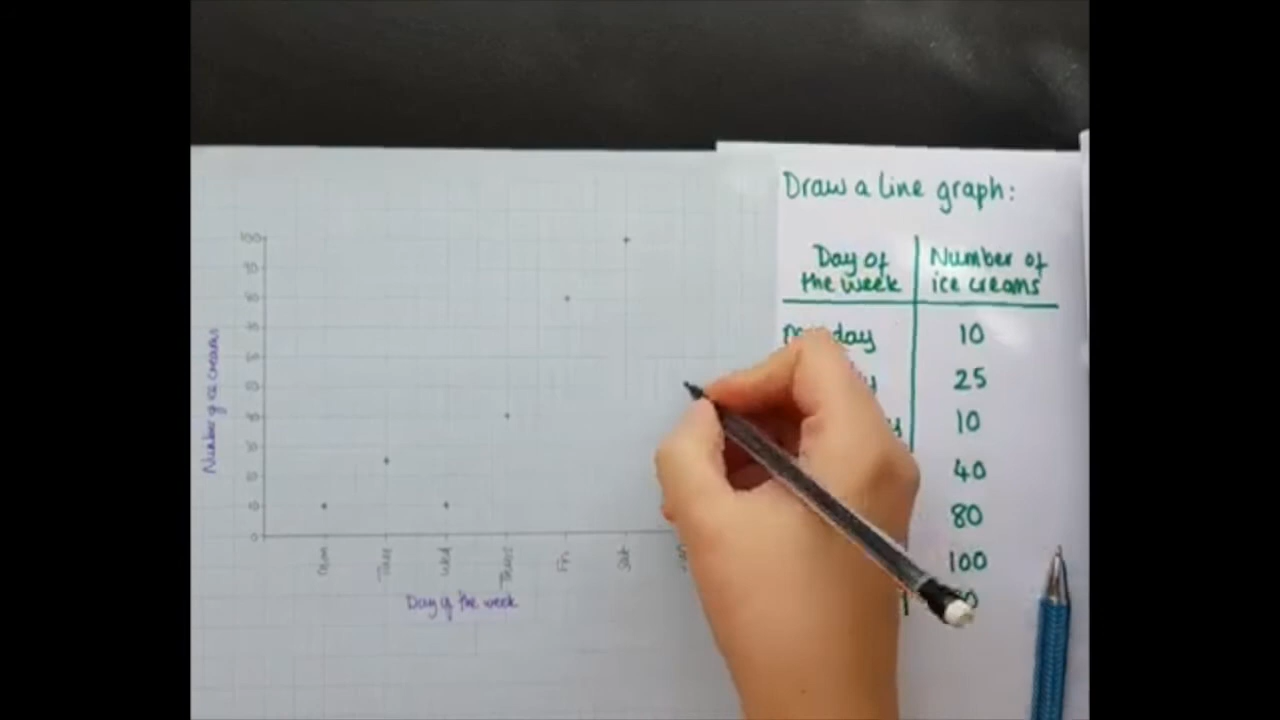 Draw a line graph:
Day of
the week
Number of
ice creams
10
25
10
40
80
100
100
90
80
50
40
30
20
10
0
Number of ice creams
Mon
Tues
Wed
Thurs
Fri
Sat
Day of the week